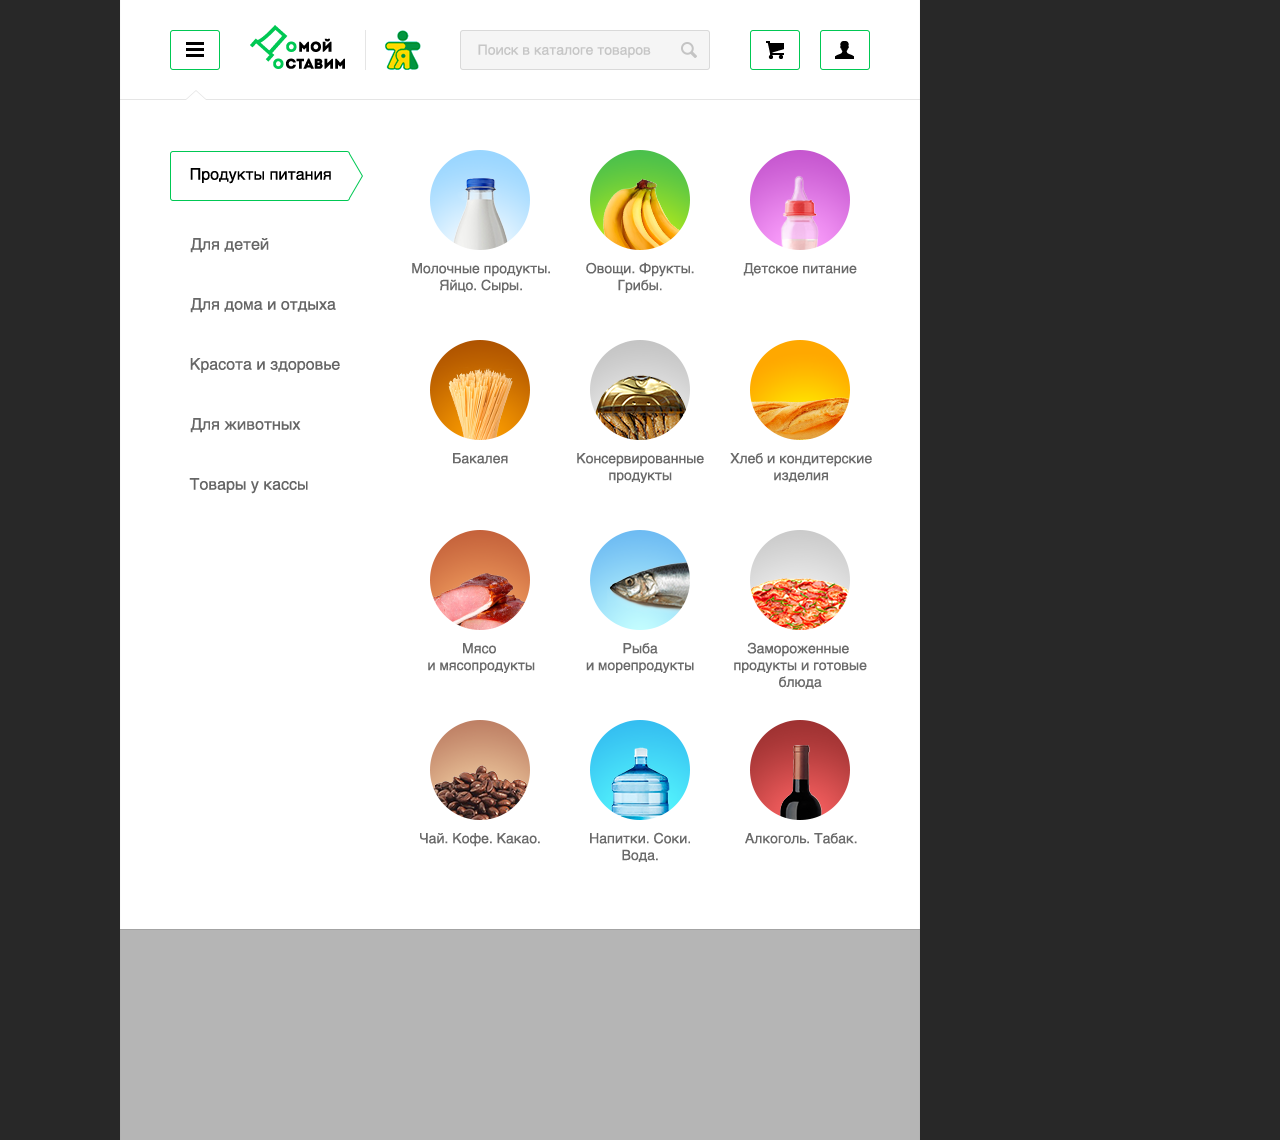 Домой
Доставим
Я
Поиск в каталоге товаров
Продукты питания
Для детей
Для дома и отдыха
Красота и здоровье
Для животных
Товары у кассы
Молочные продукты.
Яйцо. Сыры.
Овощи. Фрукты.
Грибы.
Детское питание
Бакалея
Консервированные
продукты
Хлеб и кондитерские
изделия
Мясо
и мясопродукты
Рыба
и морепродукты
Замороженные
продукты и готовые
блюда
Чай. Кофе. Какао.
Напитки. Соки.
Вода.
Алкоголь. Табак.